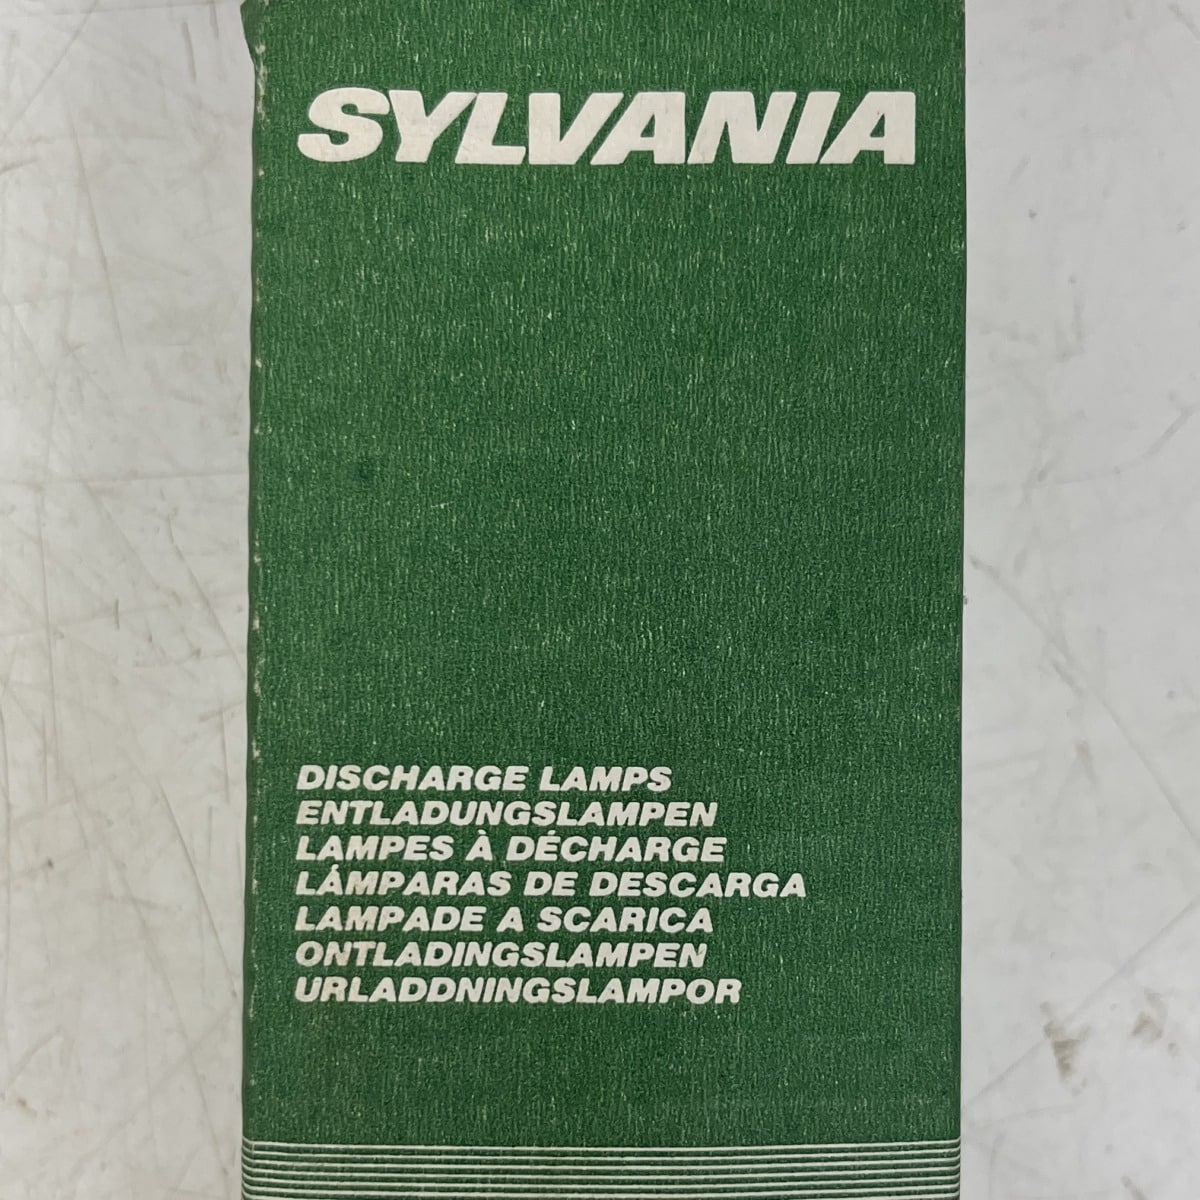 SYLVANIA
DISCHARGE LAMPS
ENTLADUNGSLAMPEN
LAMPES À DÉCHARGE
LÁMPARAS DE DESCARGA
LAMPADE A SCARICA
ONTLADINGSLAMPEN
URLADDNINGSLAMPOR